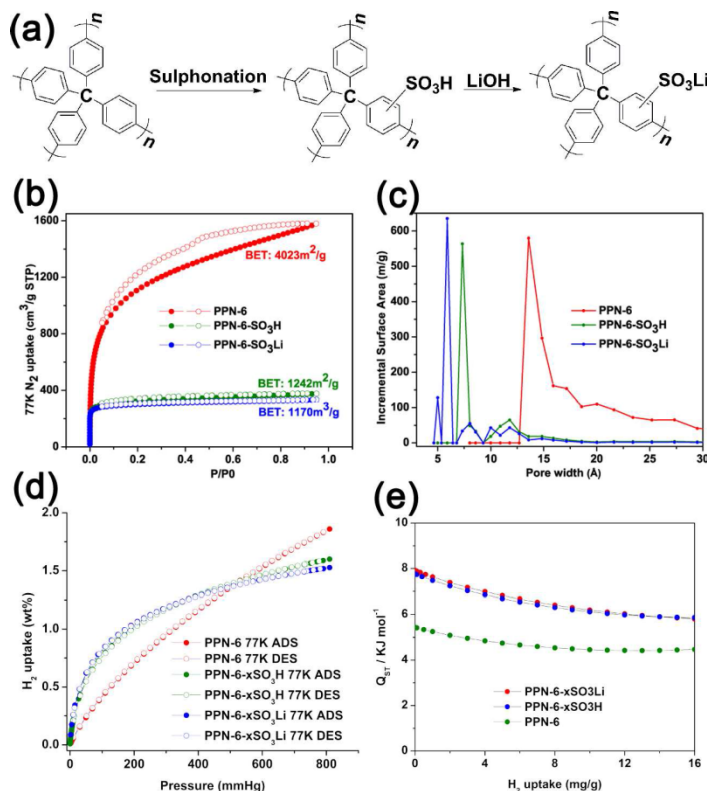 (a)
n
n
n
Sulphonation
SO₃H
LiOH
SO₃Li
C
C
C
n
n
n
(b)
1600
1200
800
400
0
77K N₂ uptake (cm³/g STP)
BET: 4023m²/g
PPN-6
PPN-6-SO₃H
PPN-6-SO₃Li
BET: 1242m²/g
BET: 1170m³/g
0.0 0.2 0.4 0.6 0.8 1.0
P/P0
(c)
600
500
400
300
200
100
0
Incremental Surface Area (m/g)
PPN-6
PPN-6-SO₃H
PPN-6-SO₃Li
5 10 15 20 25 30
Pore width (Å)
(d)
2.0
1.5
1.0
0.5
0.0
H₂ uptake (wt%)
PPN-6 77K ADS
PPN-6 77K DES
PPN-6-xSO₃H 77K ADS
PPN-6-xSO₃H 77K DES
PPN-6-xSO₃Li 77K ADS
PPN-6-xSO₃Li 77K DES
0 200 400 600 800
Pressure (mmHg)
(e)
10
8
6
4
2
0
Q_ST / KJ mol⁻¹
PPN-6-xSO3Li
PPN-6-xSO3H
PPN-6
0 4 8 12 16
H₂ uptake (mg/g)